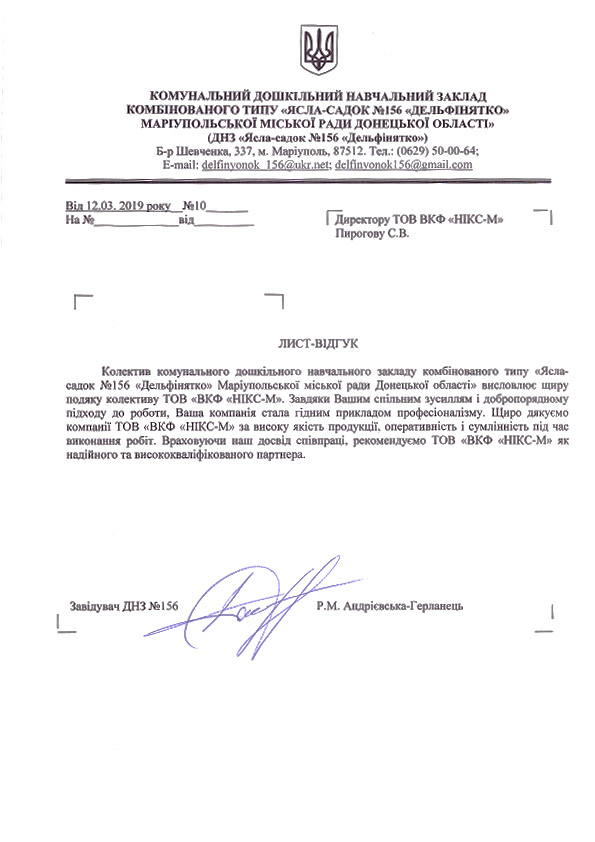 КОМУНАЛЬНИЙ ДОШКІЛЬНИЙ НАВЧАЛЬНИЙ ЗАКЛАД
КОМБІНОВАНОГО ТИПУ «ЯСЛА-САДОК №156 «ДЕЛЬФІНЯТКО»
МАРІУПОЛЬСЬКОЇ МІСЬКОЇ РАДИ ДОНЕЦЬКОЇ ОБЛАСТІ»
(ДНЗ «Ясла-садок №156 «Дельфінятко»)
Б-р Шевченка, 337, м. Маріуполь, 87512. Тел.: (0629) 50-00-64;
E-mail: delfinyonok_156@ukr.net; delfinyonok156@gmail.com
Від 12.03. 2019 року __№10______
На №____________від_________
Директору ТОВ ВКФ «НІКС-М»
Пирогову С.В.
ЛИСТ-ВІДГУК
Колектив комунального дошкільного навчального закладу комбінованого типу «Ясла-
садок №156 «Дельфінятко» Маріупольської міської ради Донецької області» висловлює щиру
подяку колективу ТОВ «ВКФ «НІКС-М». Завдяки Вашим спільним зусиллям і добропорядному
підходу до роботи, Ваша компанія стала гідним прикладом професіоналізму. Щиро дякуємо
компанії ТОВ «ВКФ «НІКС-М» за високу якість продукції, оперативність і сумлінність під час
виконання робіт. Враховуючи наш досвід співпраці, рекомендуємо ТОВ «ВКФ «НІКС-М» як
надійного та висококваліфікованого партнера.
Завідувач ДНЗ №156
Р.М. Андрієвська-Герланець